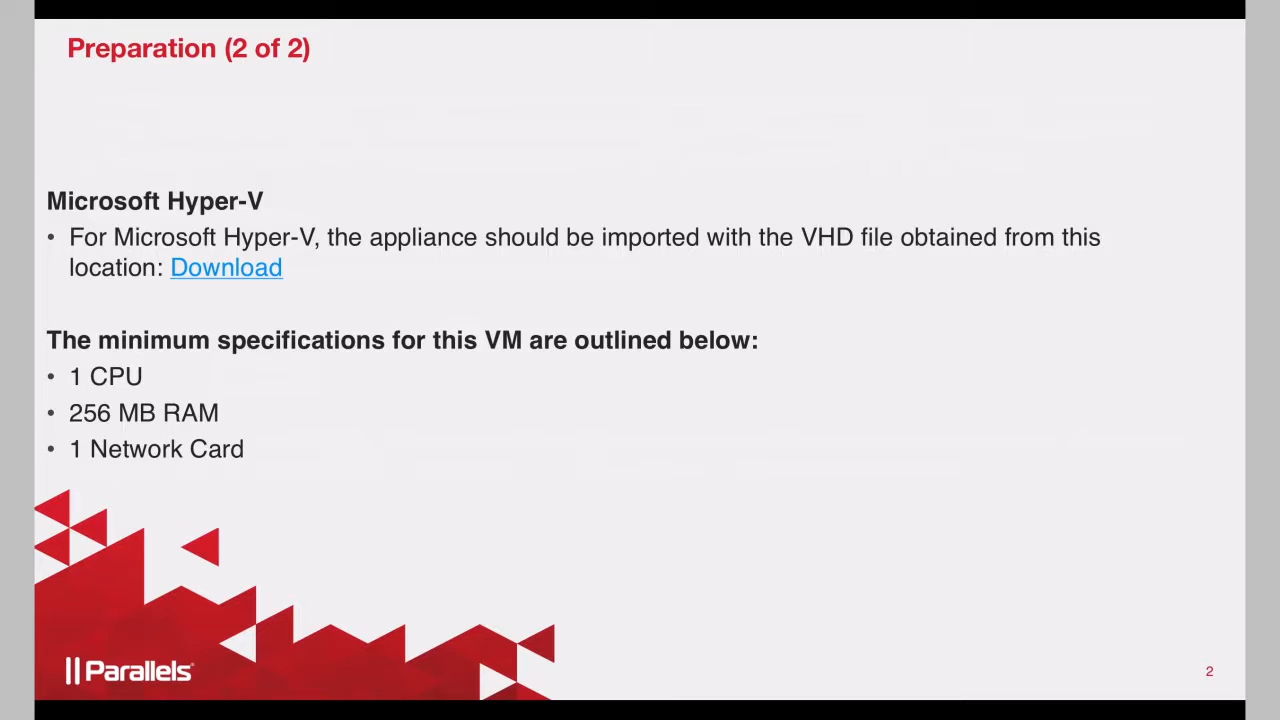 Preparation (2 of 2)
Microsoft Hyper-V
• For Microsoft Hyper-V, the appliance should be imported with the VHD file obtained from this
location: Download
The minimum specifications for this VM are outlined below:
• 1 CPU
• 256 MB RAM
• 1 Network Card
Parallels
2